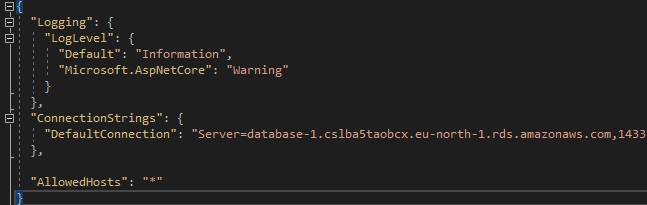 {
"Logging": {
"LogLevel": {
"Default": "Information",
"Microsoft.AspNetCore": "Warning"
}
},
"ConnectionStrings": {
"DefaultConnection": "Server=database-1.cslba5taobcx.eu-north-1.rds.amazonaws.com,1433
},
"AllowedHosts": "*"
}